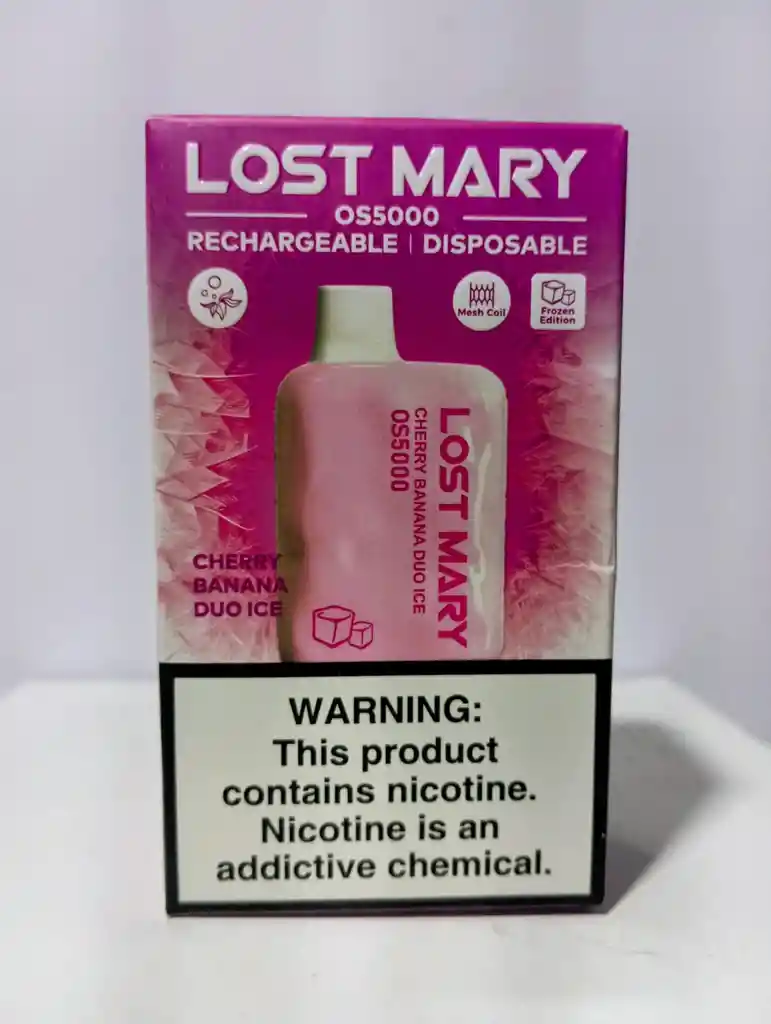 LOST MARY
OS5000
RECHARGEABLE | DISPOSABLE
Mesh Coil
Frozen
Edition
LOST MARY
CHERRY BANANA DUO ICE
OS5000
CHERRY
BANANA
DUO ICE
WARNING:
This product
contains nicotine.
Nicotine is an
addictive chemical.